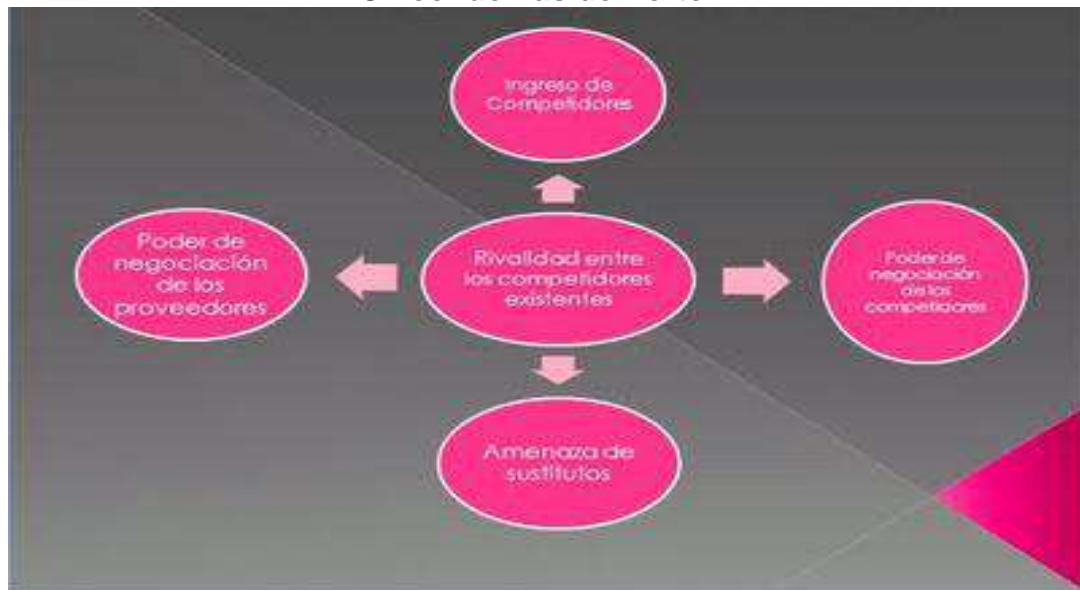 Ingreso de
Competidores
Poder de
negociación
de los
proveedores
Rivalidad entre
los competidores
existentes
Poder de
negociación
de los
competidores
Amenaza de
sustitutos